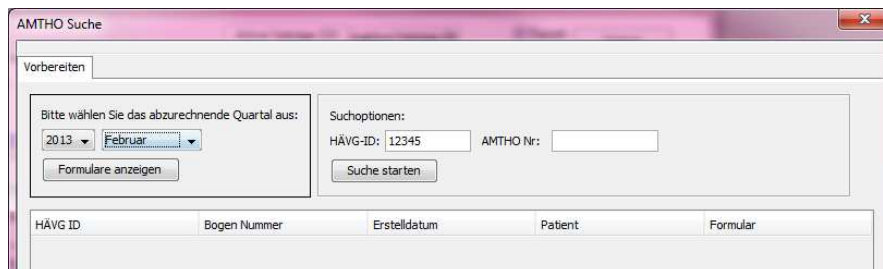 AMTHO Suche
Vorbereiten
Bitte wählen Sie das abzurechnende Quartal aus:
2013 Februar
Formulare anzeigen
Suchoptionen:
HÄVG-ID: 12345 AMTHO Nr:
Suche starten
HÄVG ID Bogen Nummer Erstelldatum Patient Formular